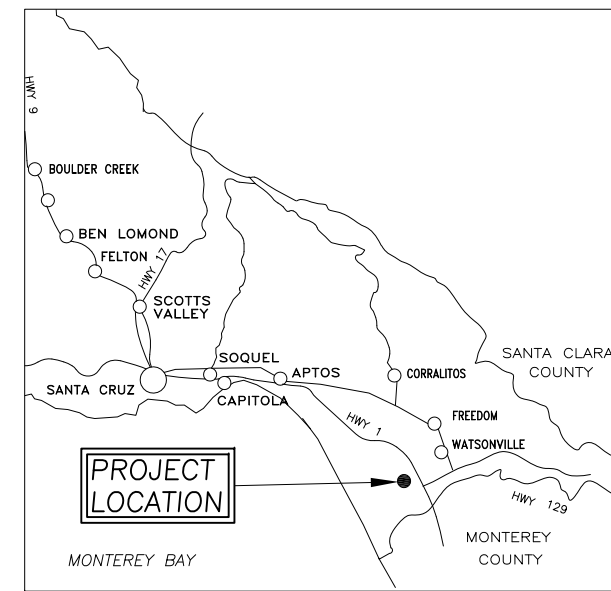 HWY 9
BOULDER CREEK
BEN LOMOND
FELTON
HWY 17
SCOTTS
VALLEY
SANTA CRUZ
SOQUEL
CAPITOLA
APTOS
CORRALITOS
SANTA CLARA
COUNTY
FREEDOM
WATSONVILLE
HWY 1
PROJECT
LOCATION
HWY 129
MONTEREY BAY
MONTEREY
COUNTY